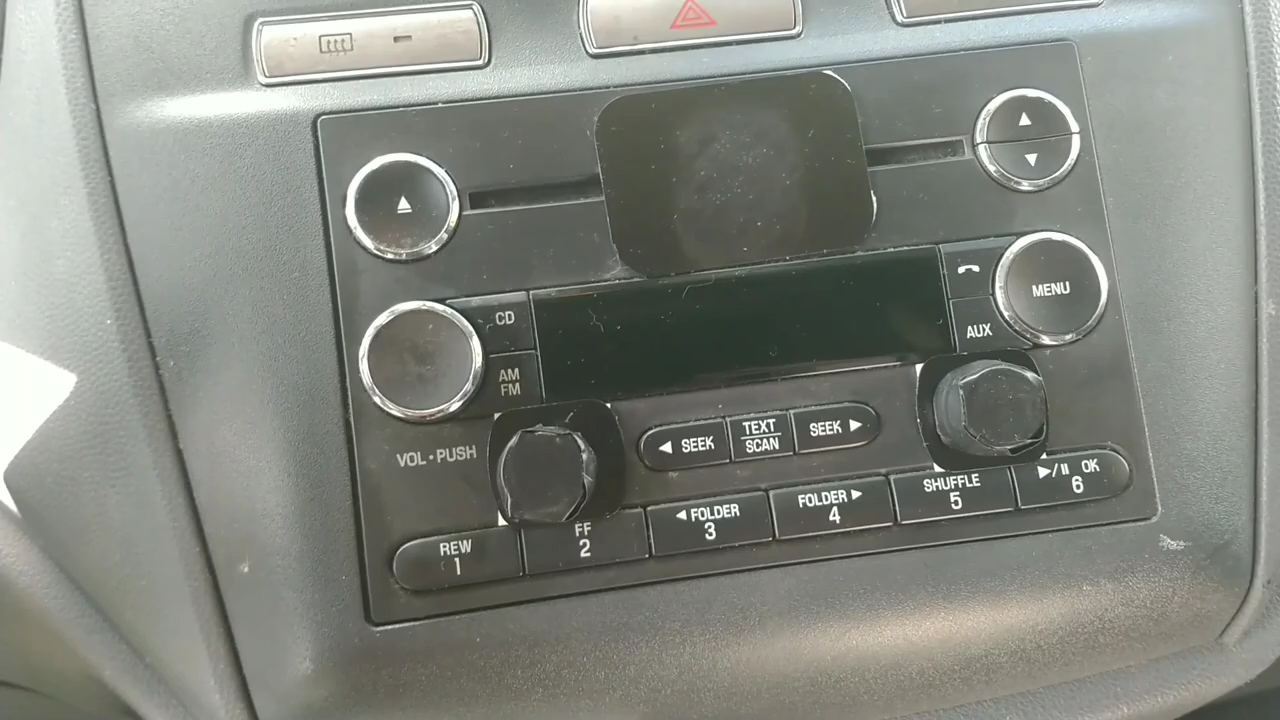 MENU
CD
AUX
AM
FM
VOL • PUSH
◀ SEEK
TEXT
SCAN
SEEK ▶
REW
1
FF
2
◀ FOLDER
3
FOLDER ▶
4
SHUFFLE
5
▶/II OK
6